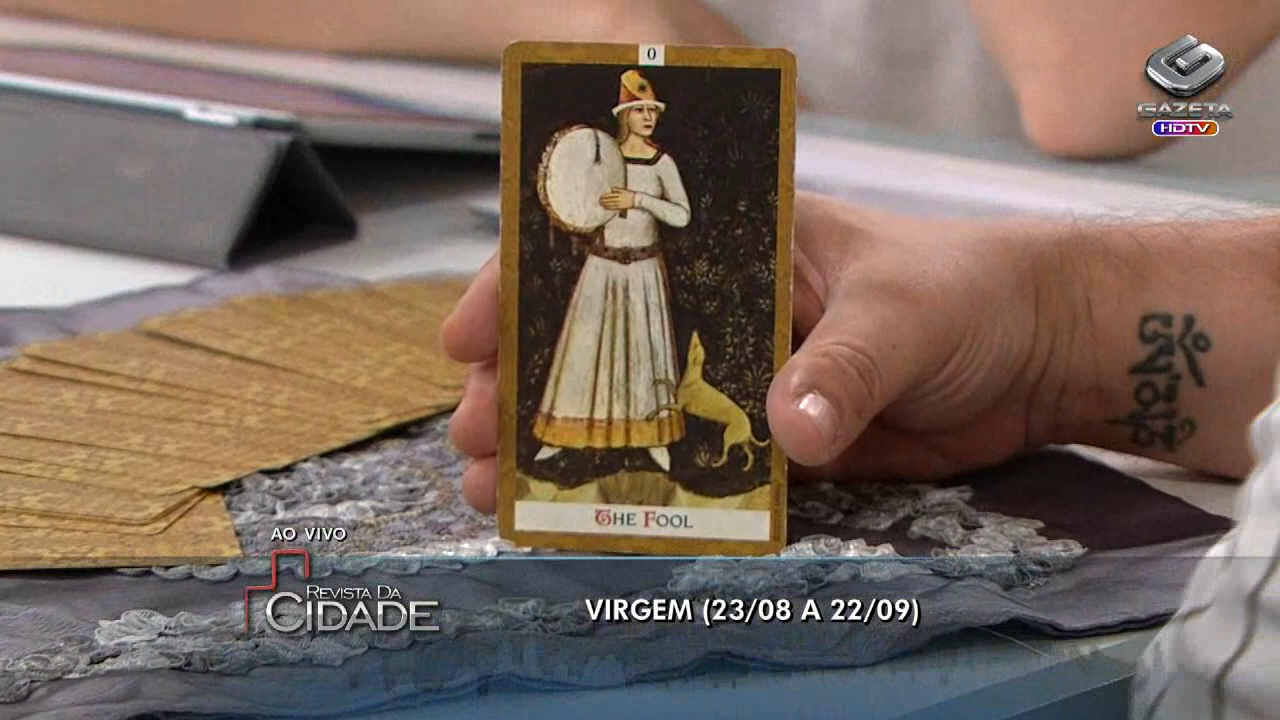 0
GAZETA
HDTV
THE FOOL
AO VIVO
REVISTA DA
CIDADE
VIRGEM (23/08 A 22/09)